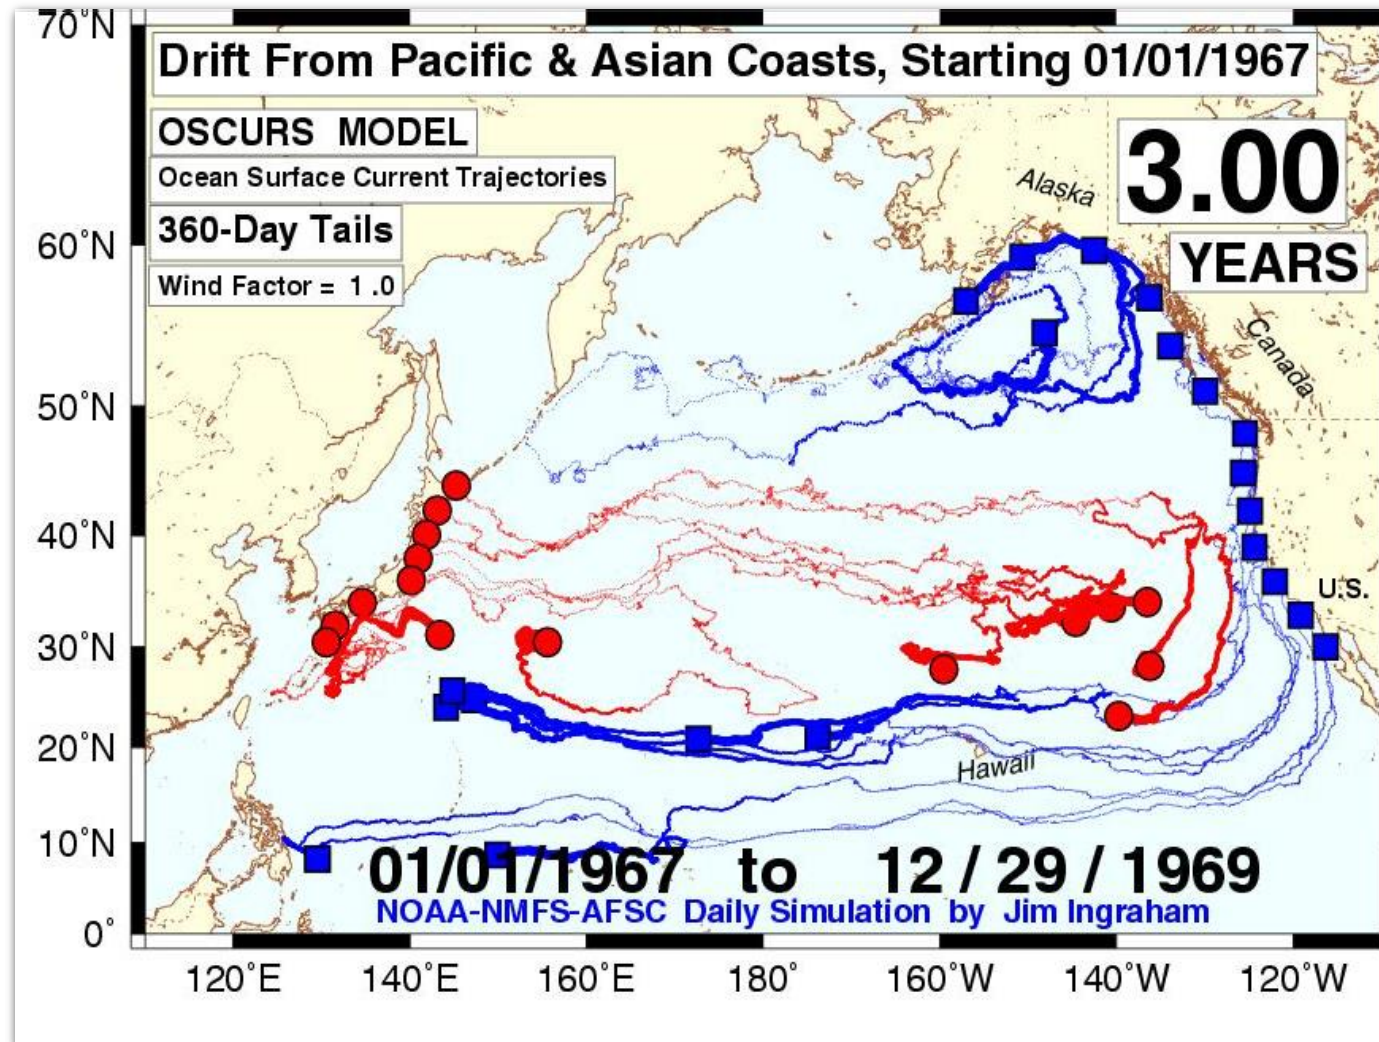 70°N
Drift From Pacific & Asian Coasts, Starting 01/01/1967
OSCURS MODEL
3.00
Ocean Surface Current Trajectories
Alaska
360-Day Tails
60°N
YEARS
Wind Factor = 1 .0
Canada
50°N
40°N
U.S.
30°N
20°N
Hawaii
10°N
01/01/1967 to 12 / 29 / 1969
NOAA-NMFS-AFSC Daily Simulation by Jim Ingraham
0°
120°E 140°E 160°E 180° 160°W 140°W 120°W